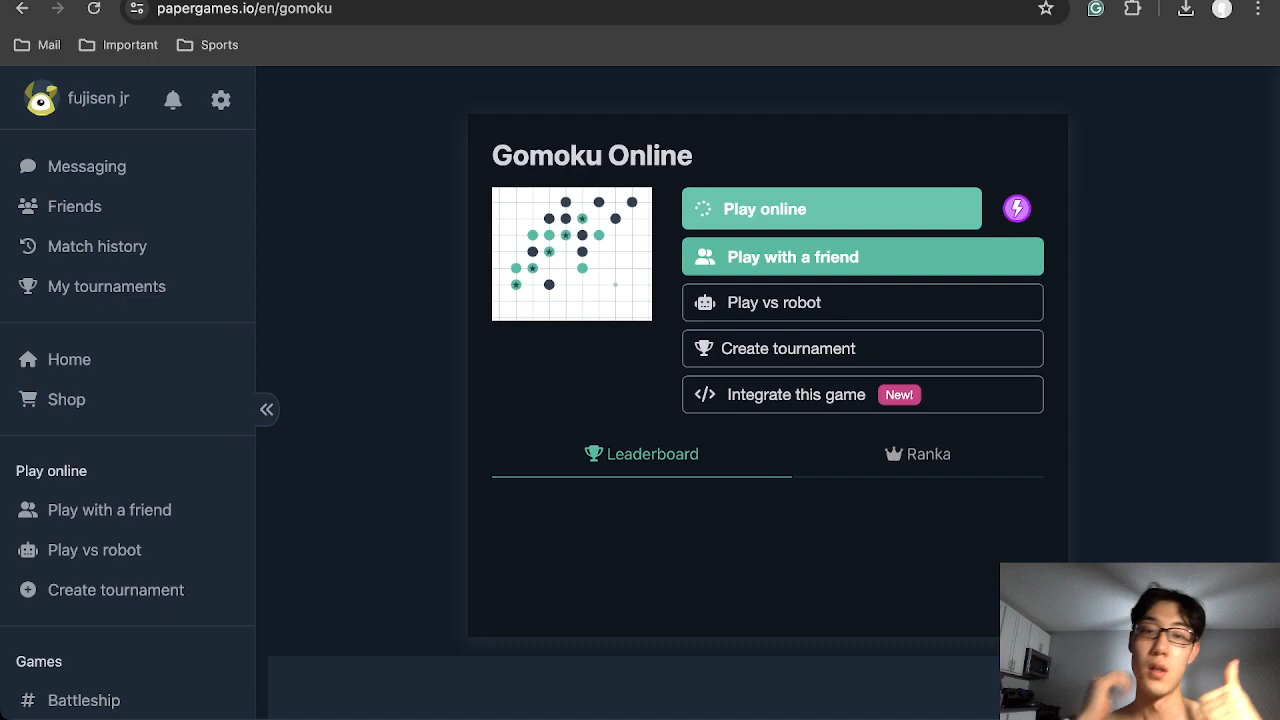 papergames.io/en/gomoku
Mail
Important
Sports
fujisen jr
Messaging
Friends
Match history
My tournaments
Home
Shop
Play online
Play with a friend
Play vs robot
Create tournament
Games
Battleship
Gomoku Online
Play online
Play with a friend
Play vs robot
Create tournament
Integrate this game New!
Leaderboard
Ranka